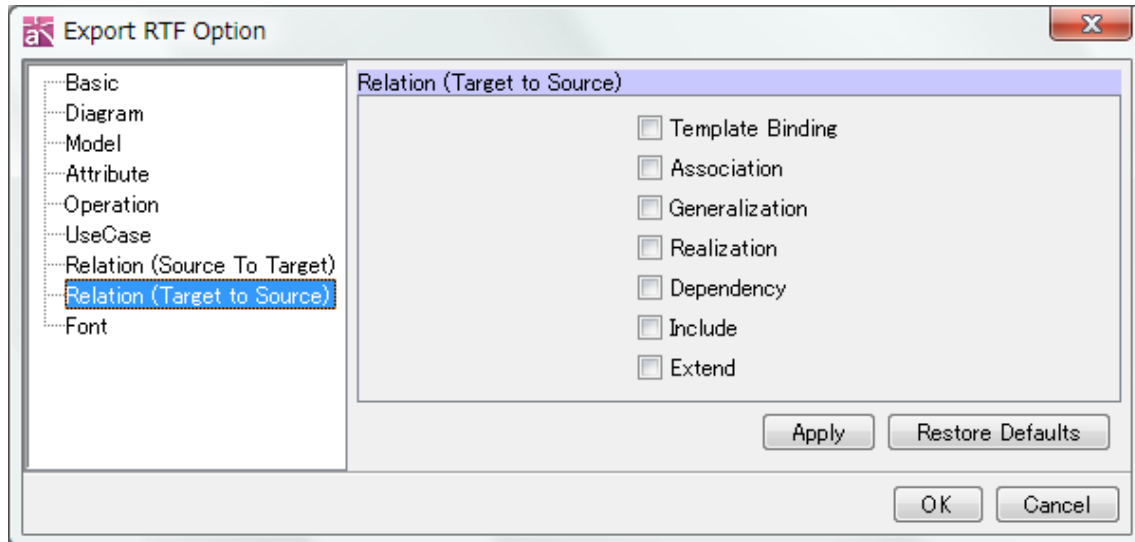 Export RTF Option
Basic
Diagram
Model
Attribute
Operation
UseCase
Relation (Source To Target)
Relation (Target to Source)
Font
Relation (Target to Source)
Template Binding
Association
Generalization
Realization
Dependency
Include
Extend
Apply
Restore Defaults
OK
Cancel